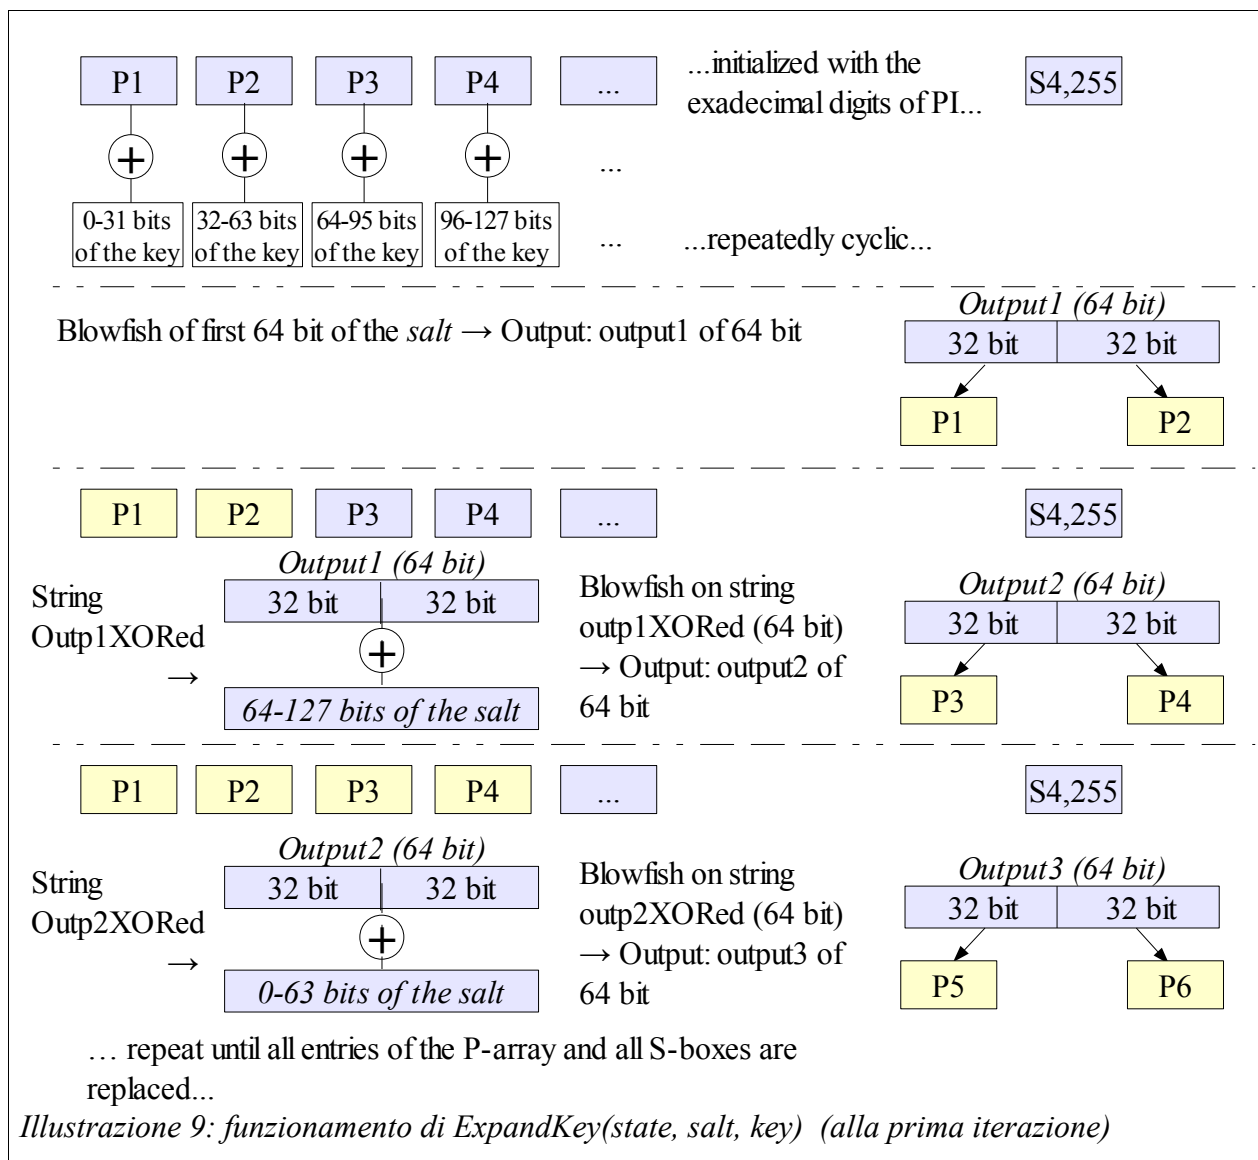 P1 P2 P3 P4 ... ...initialized with the S4,255
exadecimal digits of PI...
+ + + + ...
0-31 bits 32-63 bits 64-95 bits 96-127 bits
of the key of the key of the key of the key ... ...repeatedly cyclic...
Output1 (64 bit)
Blowfish of first 64 bit of the salt → Output: output1 of 64 bit
32 bit 32 bit
P1 P2
P1 P2 P3 P4 ... S4,255
String
Outp1XORed
→
Output1 (64 bit)
32 bit 32 bit
+
64-127 bits of the salt
Blowfish on string
outp1XORed (64 bit)
→ Output: output2 of
64 bit
Output2 (64 bit)
32 bit 32 bit
P3 P4
P1 P2 P3 P4 ... S4,255
String
Outp2XORed
→
Output2 (64 bit)
32 bit 32 bit
+
0-63 bits of the salt
Blowfish on string
outp2XORed (64 bit)
→ Output: output3 of
64 bit
Output3 (64 bit)
32 bit 32 bit
P5 P6
… repeat until all entries of the P-array and all S-boxes are
replaced...
Illustrazione 9: funzionamento di ExpandKey(state, salt, key) (alla prima iterazione)